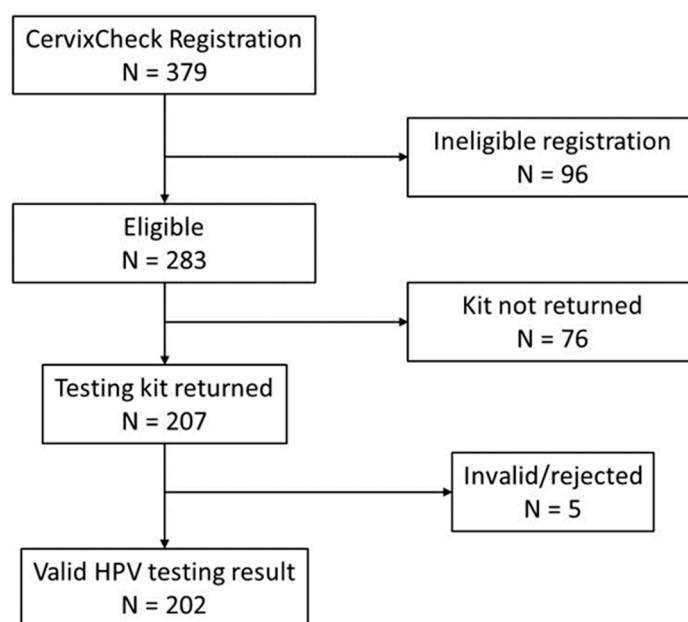 CervixCheck Registration
N = 379
Ineligible registration
N = 96
Eligible
N = 283
Kit not returned
N = 76
Testing kit returned
N = 207
Invalid/rejected
N = 5
Valid HPV testing result
N = 202